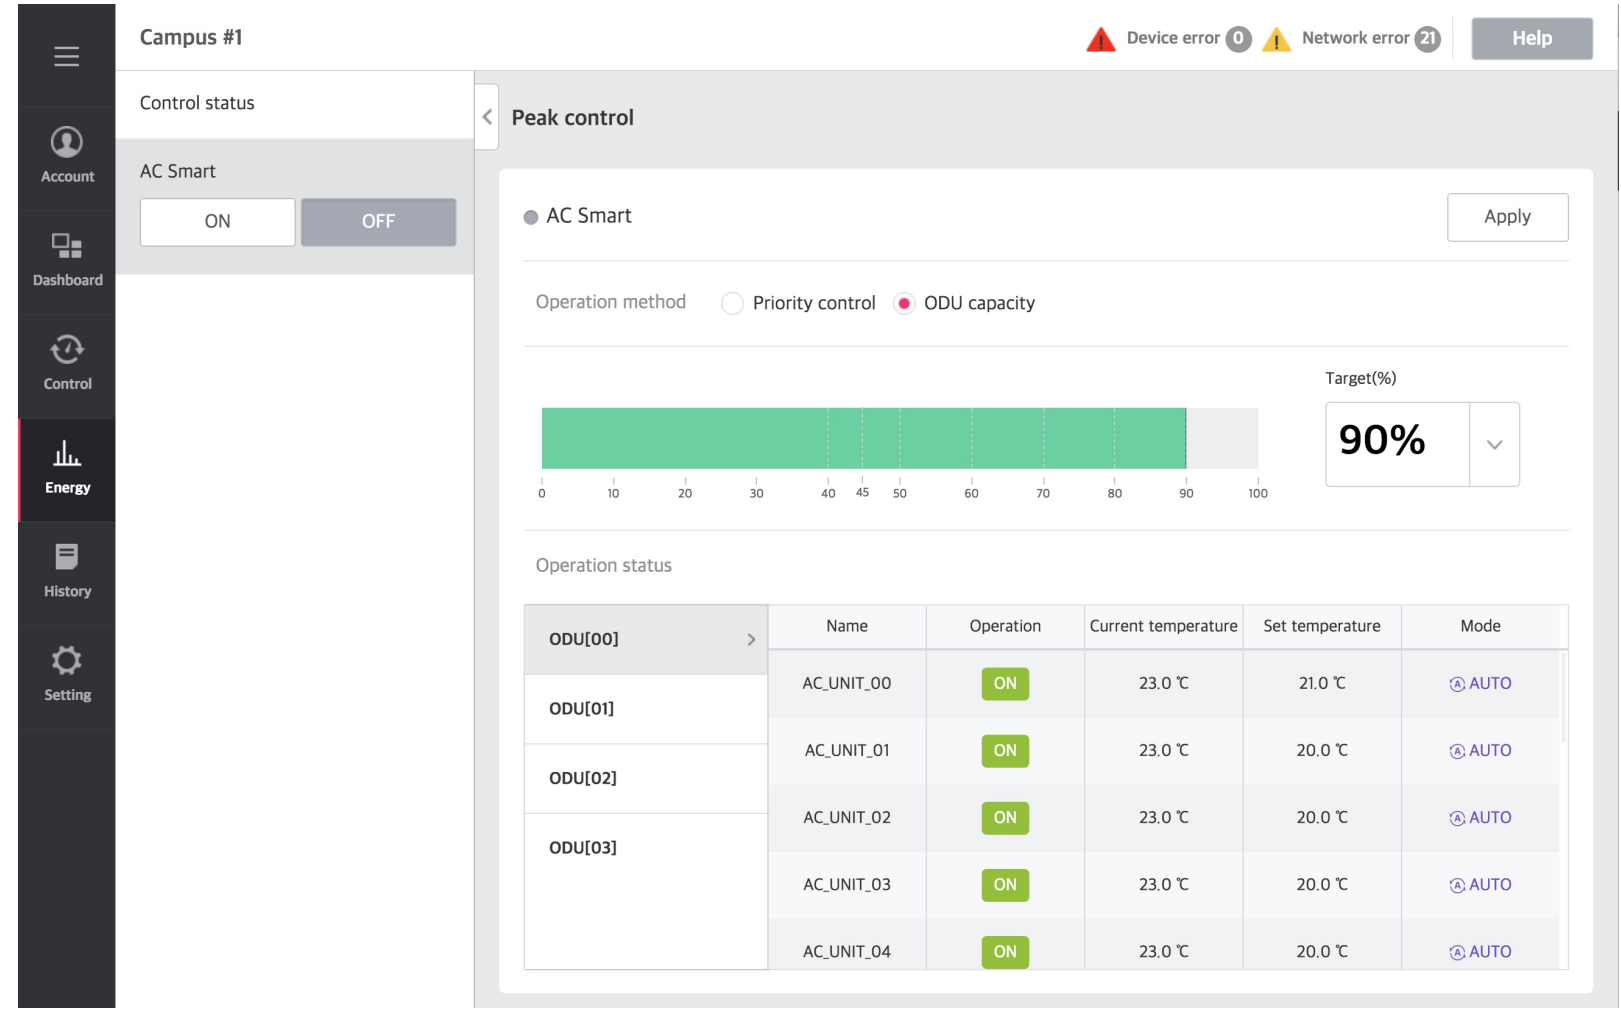 Campus #1
Device error 0
Network error 21
Help
Account
Dashboard
Control
Energy
History
Setting
Control status
AC Smart
ON OFF
Peak control
AC Smart
Apply
Operation method Priority control ODU capacity
Target(%)
90%
0 10 20 30 40 45 50 60 70 80 90 100
Operation status
ODU[00]
ODU[01]
ODU[02]
ODU[03]
Name Operation Current temperature Set temperature Mode
AC_UNIT_00 ON 23.0 ℃ 21.0 ℃ A AUTO
AC_UNIT_01 ON 23.0 ℃ 20.0 ℃ A AUTO
AC_UNIT_02 ON 23.0 ℃ 20.0 ℃ A AUTO
AC_UNIT_03 ON 23.0 ℃ 20.0 ℃ A AUTO
AC_UNIT_04 ON 23.0 ℃ 20.0 ℃ A AUTO